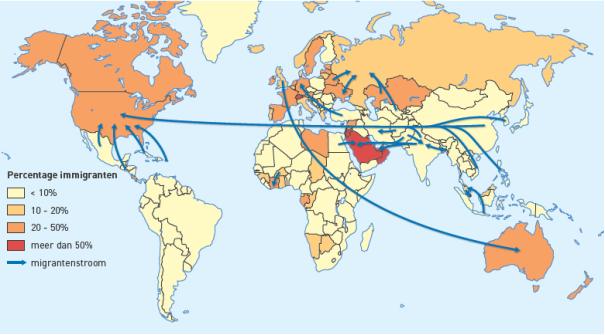 Percentage immigranten
< 10%
10 - 20%
20 - 50%
meer dan 50%
migrantenstroom